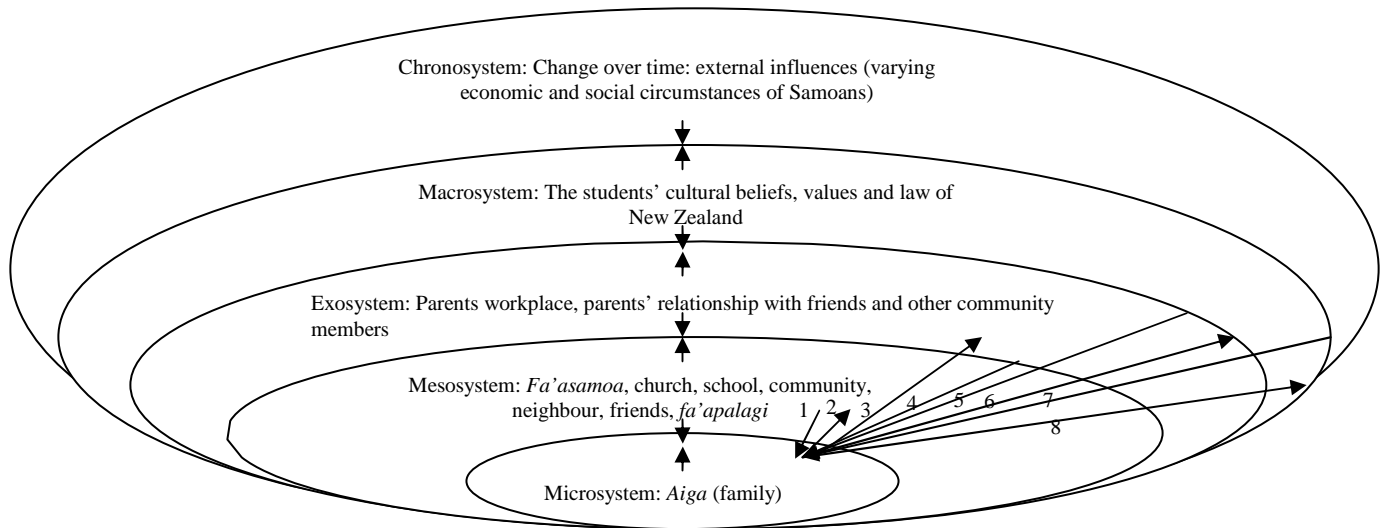 Chronosystem: Change over time: external influences (varying
economic and social circumstances of Samoans)
Macrosystem: The students’ cultural beliefs, values and law of
New Zealand
Exosystem: Parents workplace, parents’ relationship with friends and other community
members
Mesosystem: Fa’asamoa, church, school, community,
neighbour, friends, fa’apalagi
1 2 3 4 5 6 7
8
Microsystem: Aiga (family)